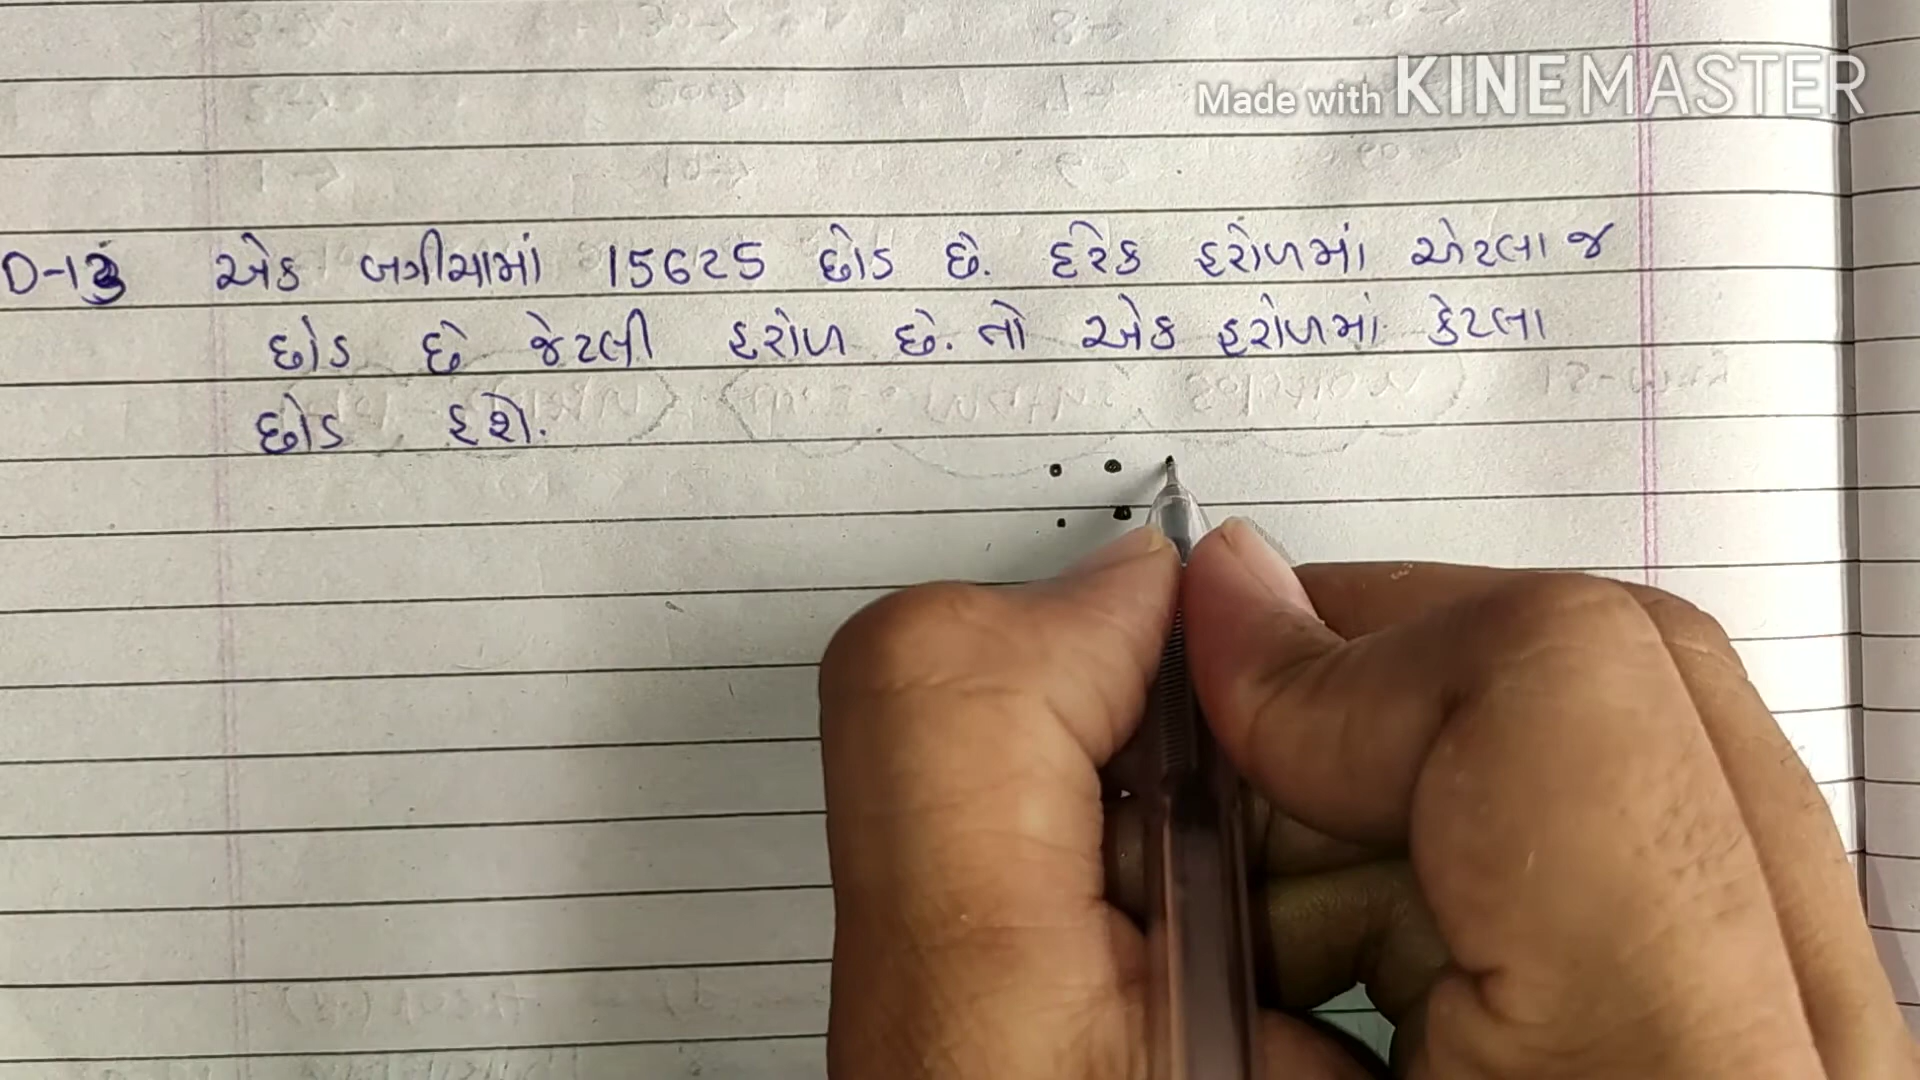 Made with KINEMASTER
D-13 એક બગીચામાં 15625 છોડ છે. દરેક હરોળમાં એટલા જ
છોડ છે જેટલી હરોળ છે. તો એક હરોળમાં કેટલા
છોડ હશે.